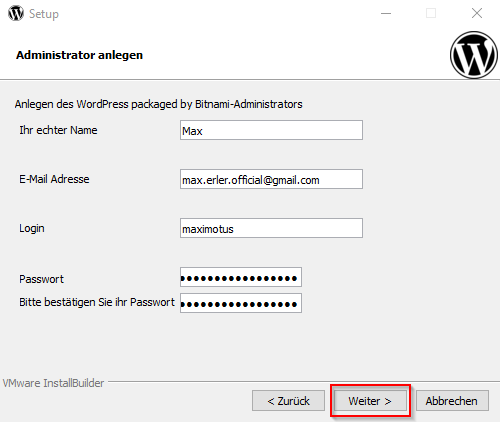 Setup
Administrator anlegen
Anlegen des WordPress packaged by Bitnami-Administrators
Ihr echter Name
Max
E-Mail Adresse
max.erler.official@gmail.com
Login
maximotus
Passwort
Bitte bestätigen Sie ihr Passwort
VMware InstallBuilder
< Zurück
Weiter >
Abbrechen